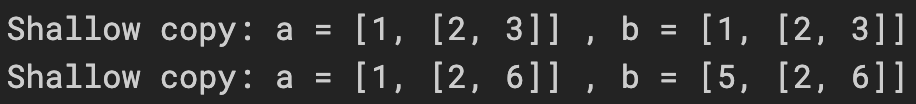 Shallow copy: a = [1, [2, 3]] , b = [1, [2, 3]]
Shallow copy: a = [1, [2, 6]] , b = [5, [2, 6]]